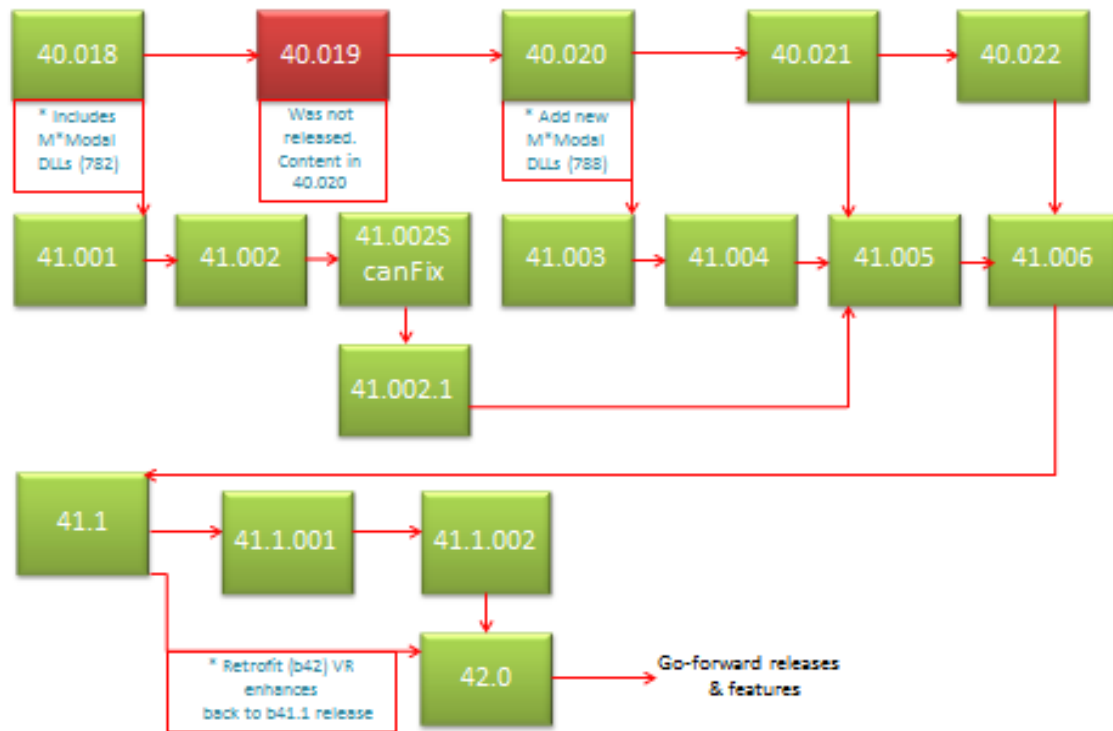 40.018
40.019
40.020
40.021
40.022
* Includes
M*Modal
DLLs (782)
Was not
released.
Content in
40.020
* Add new
M*Modal
DLLs (788)
41.001
41.002
41.002S
canFix
41.003
41.004
41.005
41.006
41.002.1
41.1
41.1.001
41.1.002
* Retrofit (b42) VR
enhances
back to b41.1 release
42.0
Go-forward releases
& features